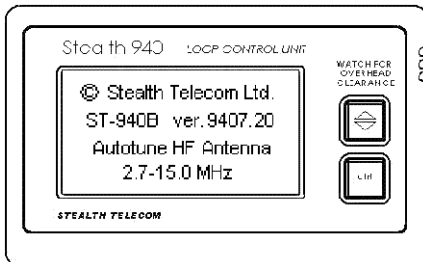 Stealth 940 LOOP CONTROL UNIT
WATCH FOR
OVERHEAD
CLEARANCE
© Stealth Telecom Ltd.
ST-940B ver.9407.20
Autotune HF Antenna
2.7-15.0 MHz
STEALTH TELECOM